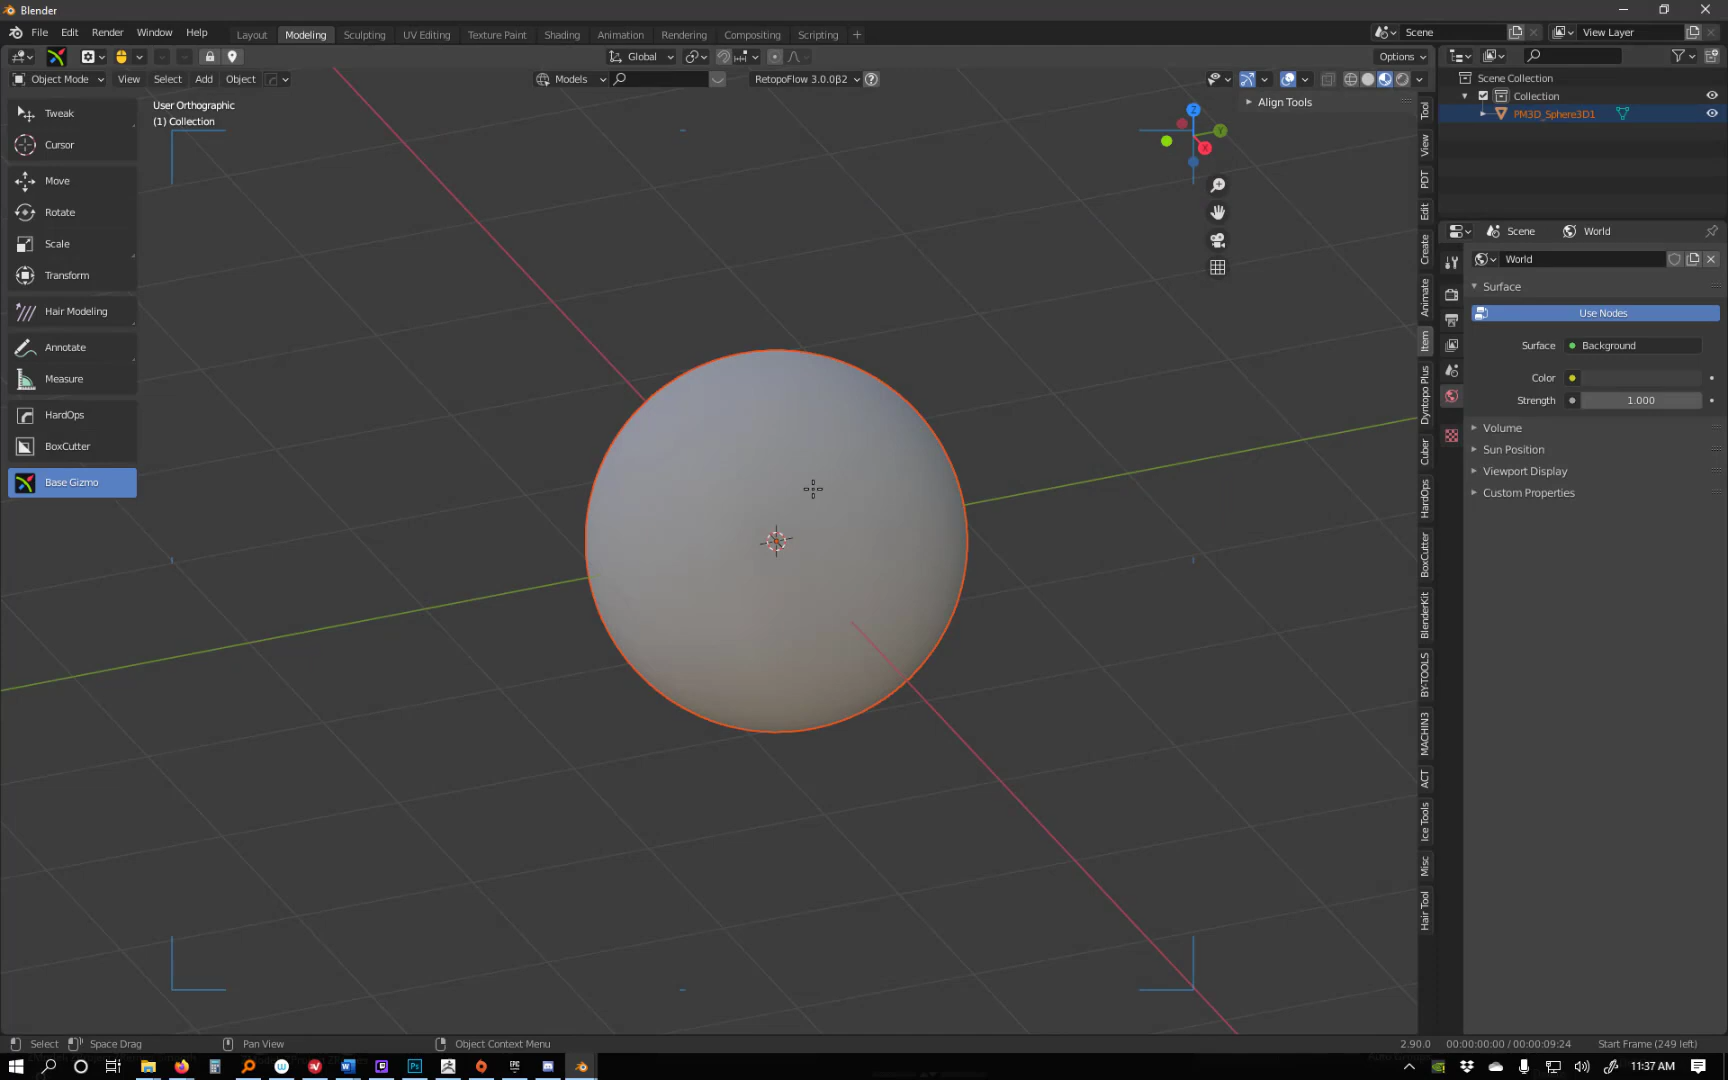 Blender
File Edit Render Window Help Layout Modeling Sculpting UV Editing Texture Paint Shading Animation Rendering Compositing Scripting + Scene View Layer
Global Options
Object Mode View Select Add Object Models RetopoFlow 3.0.0β2
Scene Collection
Collection
PM3D_Sphere3D1
User Orthographic
(1) Collection
Align Tools
Z
Y
X
Tweak
Cursor
Move
Rotate
Scale
Transform
Hair Modeling
Annotate
Measure
HardOps
BoxCutter
Base Gizmo
Tool
View
PDT
Edit
Create
Animate
Item
Dyntopo Plus
Cuber
HardOps
BoxCutter
BlenderKit
BY-TOOLS
MACHIN3
ACT
Ice Tools
Misc
Hair Tool
Scene World
World
Surface
Use Nodes
Surface Background
Color
Strength 1.000
Volume
Sun Position
Viewport Display
Custom Properties
Select Space Drag Pan View Object Context Menu 2.90.0 00:00:00:00 / 00:00:09:24 Start Frame (249 left)
11:37 AM